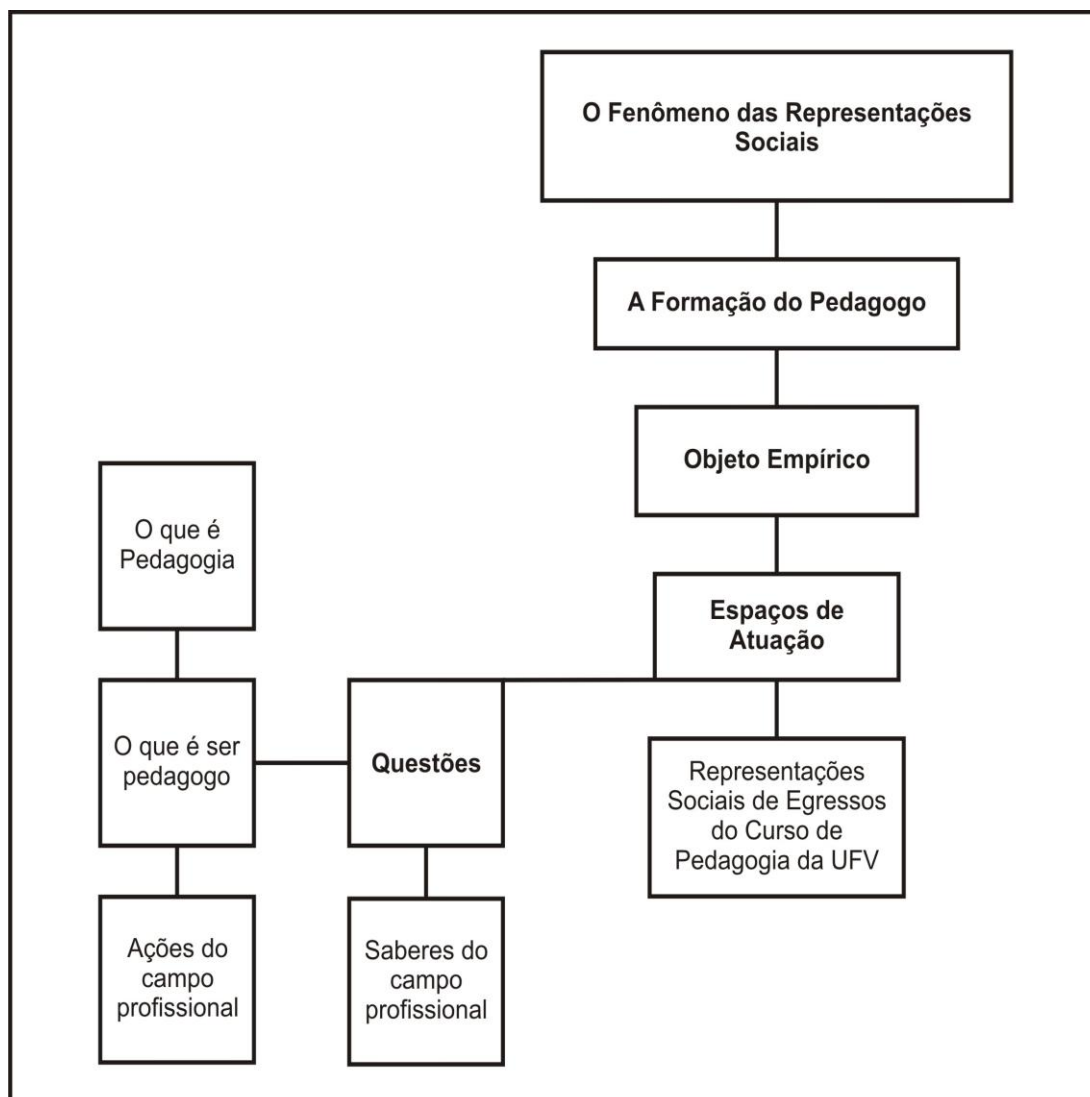 O Fenômeno das Representações
Sociais
A Formação do Pedagogo
Objeto Empírico
Espaços de
Atuação
O que é
Pedagogia
O que é ser
pedagogo
Questões
Representações
Sociais de Egressos
do Curso de
Pedagogia da UFV
Ações do
campo
profissional
Saberes do
campo
profissional